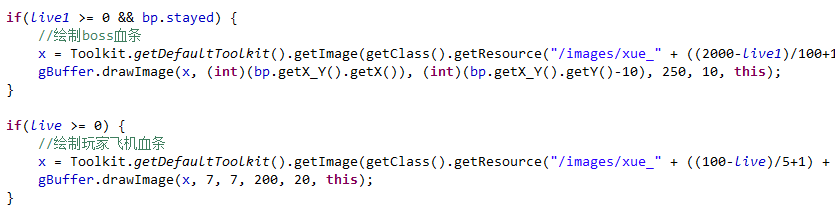 if(live1 >= 0 && bp.stayed) {
//绘制boss血条
x = Toolkit.getDefaultToolkit().getImage(getClass().getResource("/images/xue_" + ((2000-live1)/100+1
gBuffer.drawImage(x, (int)(bp.getX_Y().getX()), (int)(bp.getX_Y().getY()-10), 250, 10, this);
}
if(live >= 0) {
//绘制玩家飞机血条
x = Toolkit.getDefaultToolkit().getImage(getClass().getResource("/images/xue_" + ((100-live)/5+1) +
gBuffer.drawImage(x, 7, 7, 200, 20, this);
}